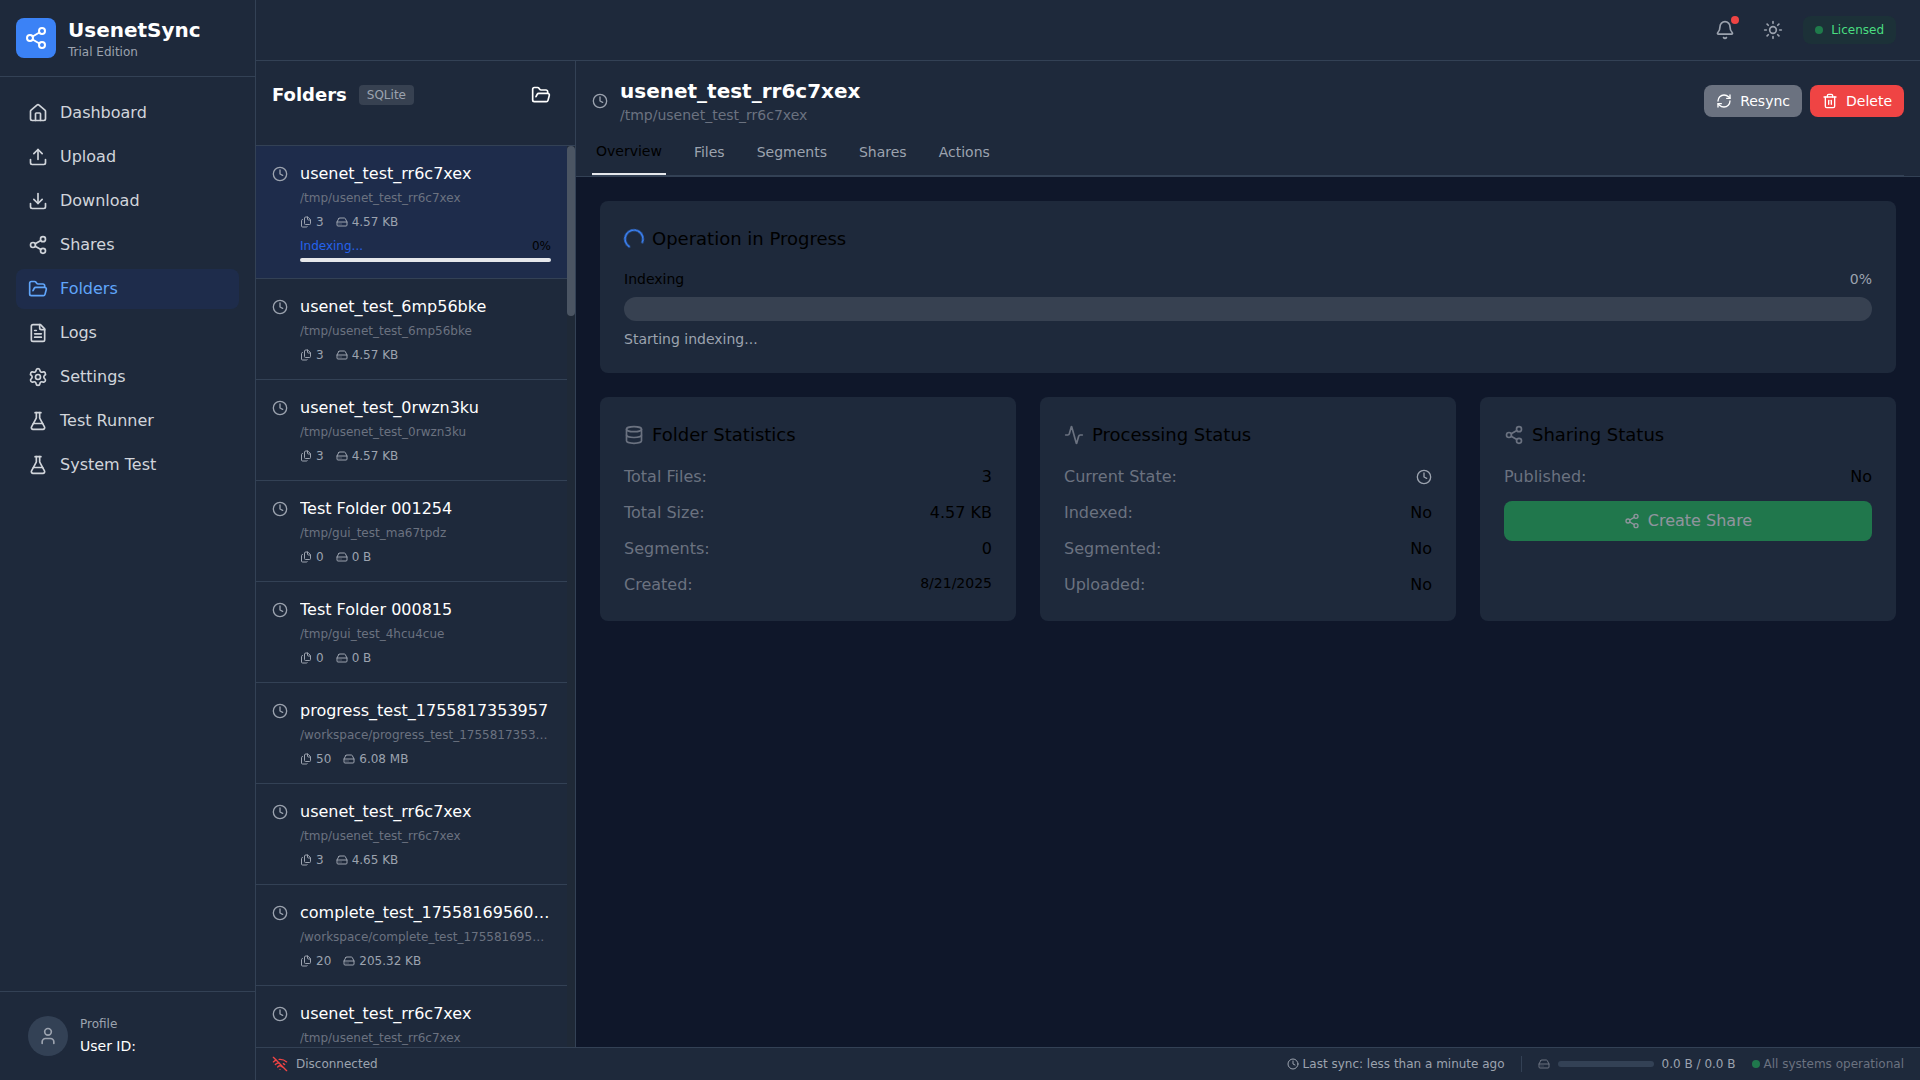 UsenetSync
Trial Edition
Dashboard
Upload
Download
Shares
Folders
Logs
Settings
Test Runner
System Test
Profile
User ID:
Licensed
Folders
SQLite
usenet_test_rr6c7xex
/tmp/usenet_test_rr6c7xex
3 4.57 KB
Indexing... 0%
usenet_test_6mp56bke
/tmp/usenet_test_6mp56bke
3 4.57 KB
usenet_test_0rwzn3ku
/tmp/usenet_test_0rwzn3ku
3 4.57 KB
Test Folder 001254
/tmp/gui_test_ma67tpdz
0 0 B
Test Folder 000815
/tmp/gui_test_4hcu4cue
0 0 B
progress_test_1755817353957
/workspace/progress_test_1755817353...
50 6.08 MB
usenet_test_rr6c7xex
/tmp/usenet_test_rr6c7xex
3 4.65 KB
complete_test_17558169560...
/workspace/complete_test_175581695...
20 205.32 KB
usenet_test_rr6c7xex
/tmp/usenet_test_rr6c7xex
usenet_test_rr6c7xex
/tmp/usenet_test_rr6c7xex
Resync
Delete
Overview Files Segments Shares Actions
Operation in Progress
Indexing 0%
Starting indexing...
Folder Statistics
Total Files: 3
Total Size: 4.57 KB
Segments: 0
Created: 8/21/2025
Processing Status
Current State:
Indexed: No
Segmented: No
Uploaded: No
Sharing Status
Published: No
Create Share
Disconnected
Last sync: less than a minute ago
0.0 B / 0.0 B
All systems operational